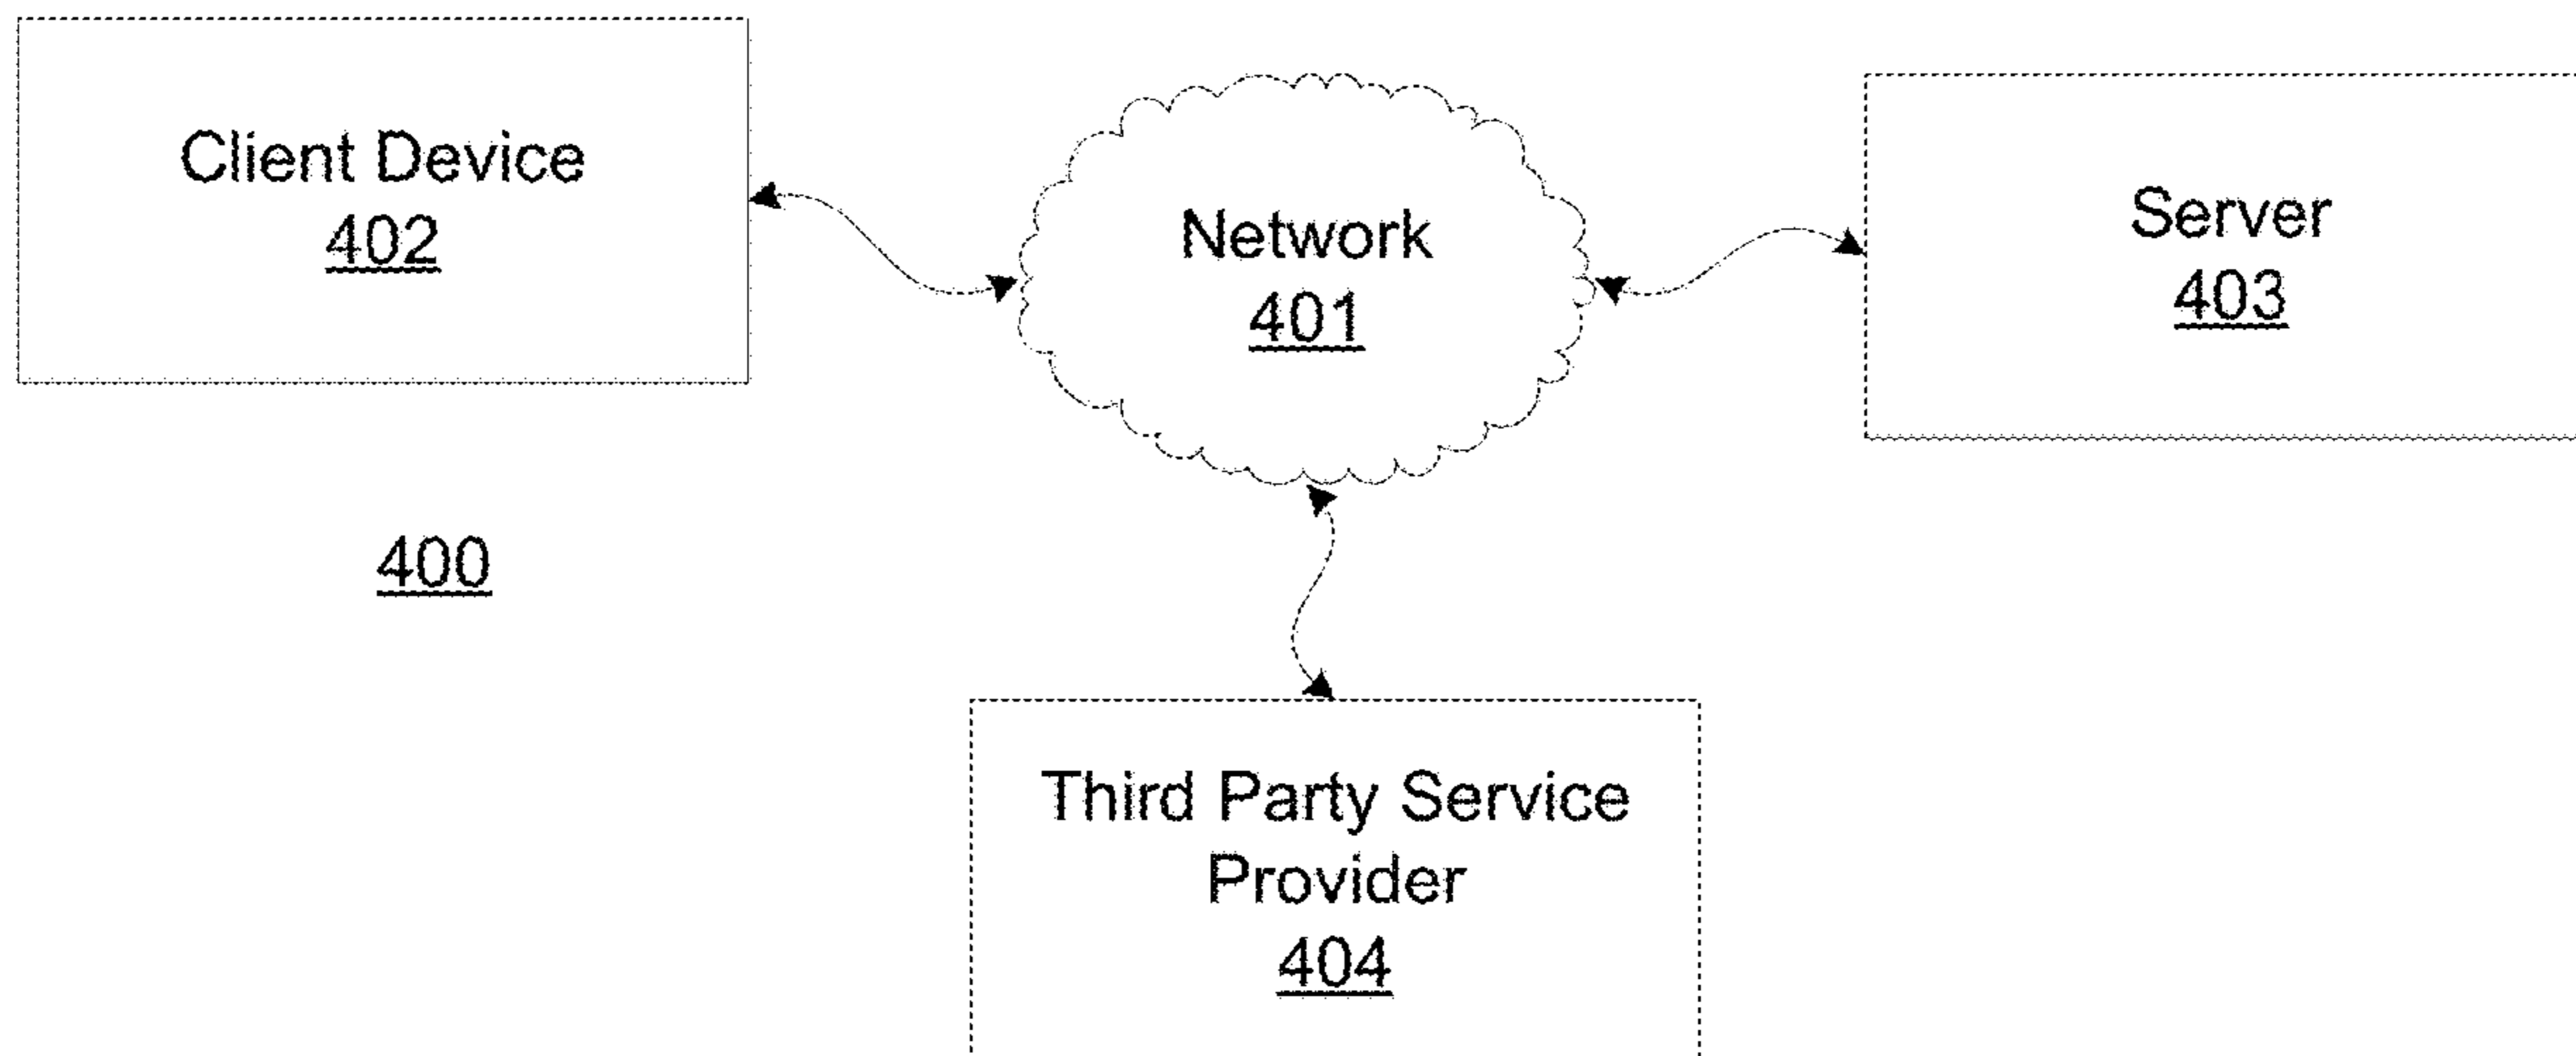 Client Device
402
Network
401
Server
403
400
Third Party Service
Provider
404